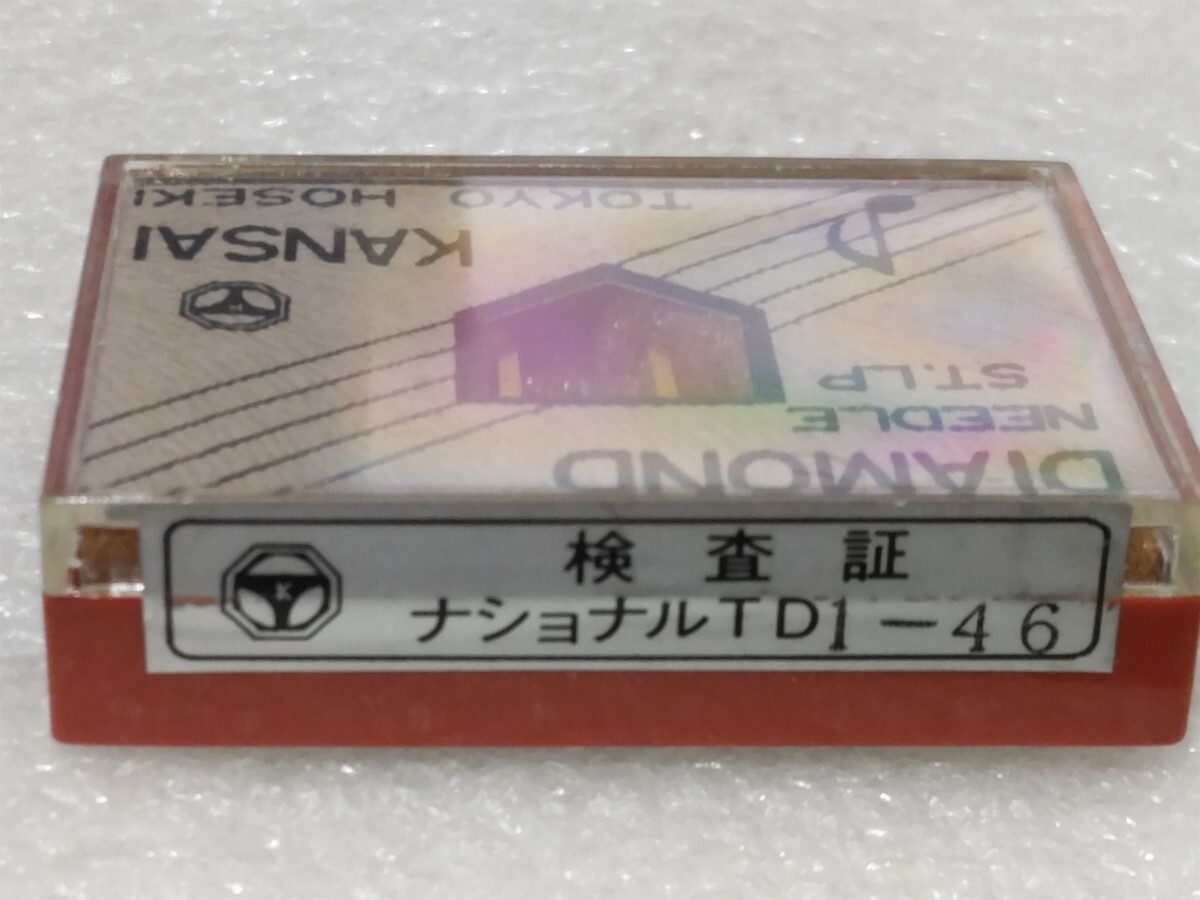 DIAMOND
NEEDLE
ST.LP
KANSAI
TOKYO HOSEKI
検査証
K
ナショナルTD1-46